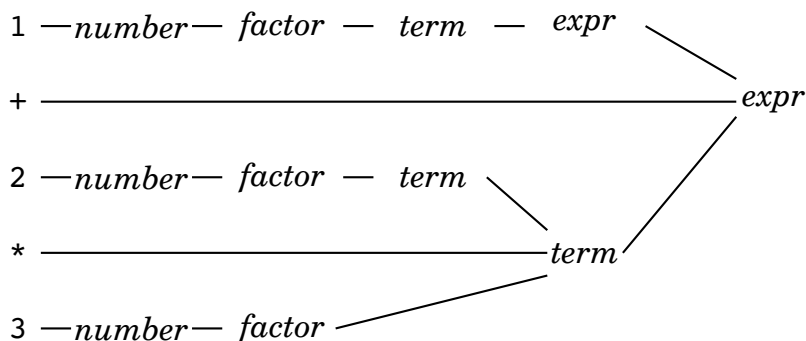 1 number factor term expr
+ expr
2 number factor term
* term
3 number factor